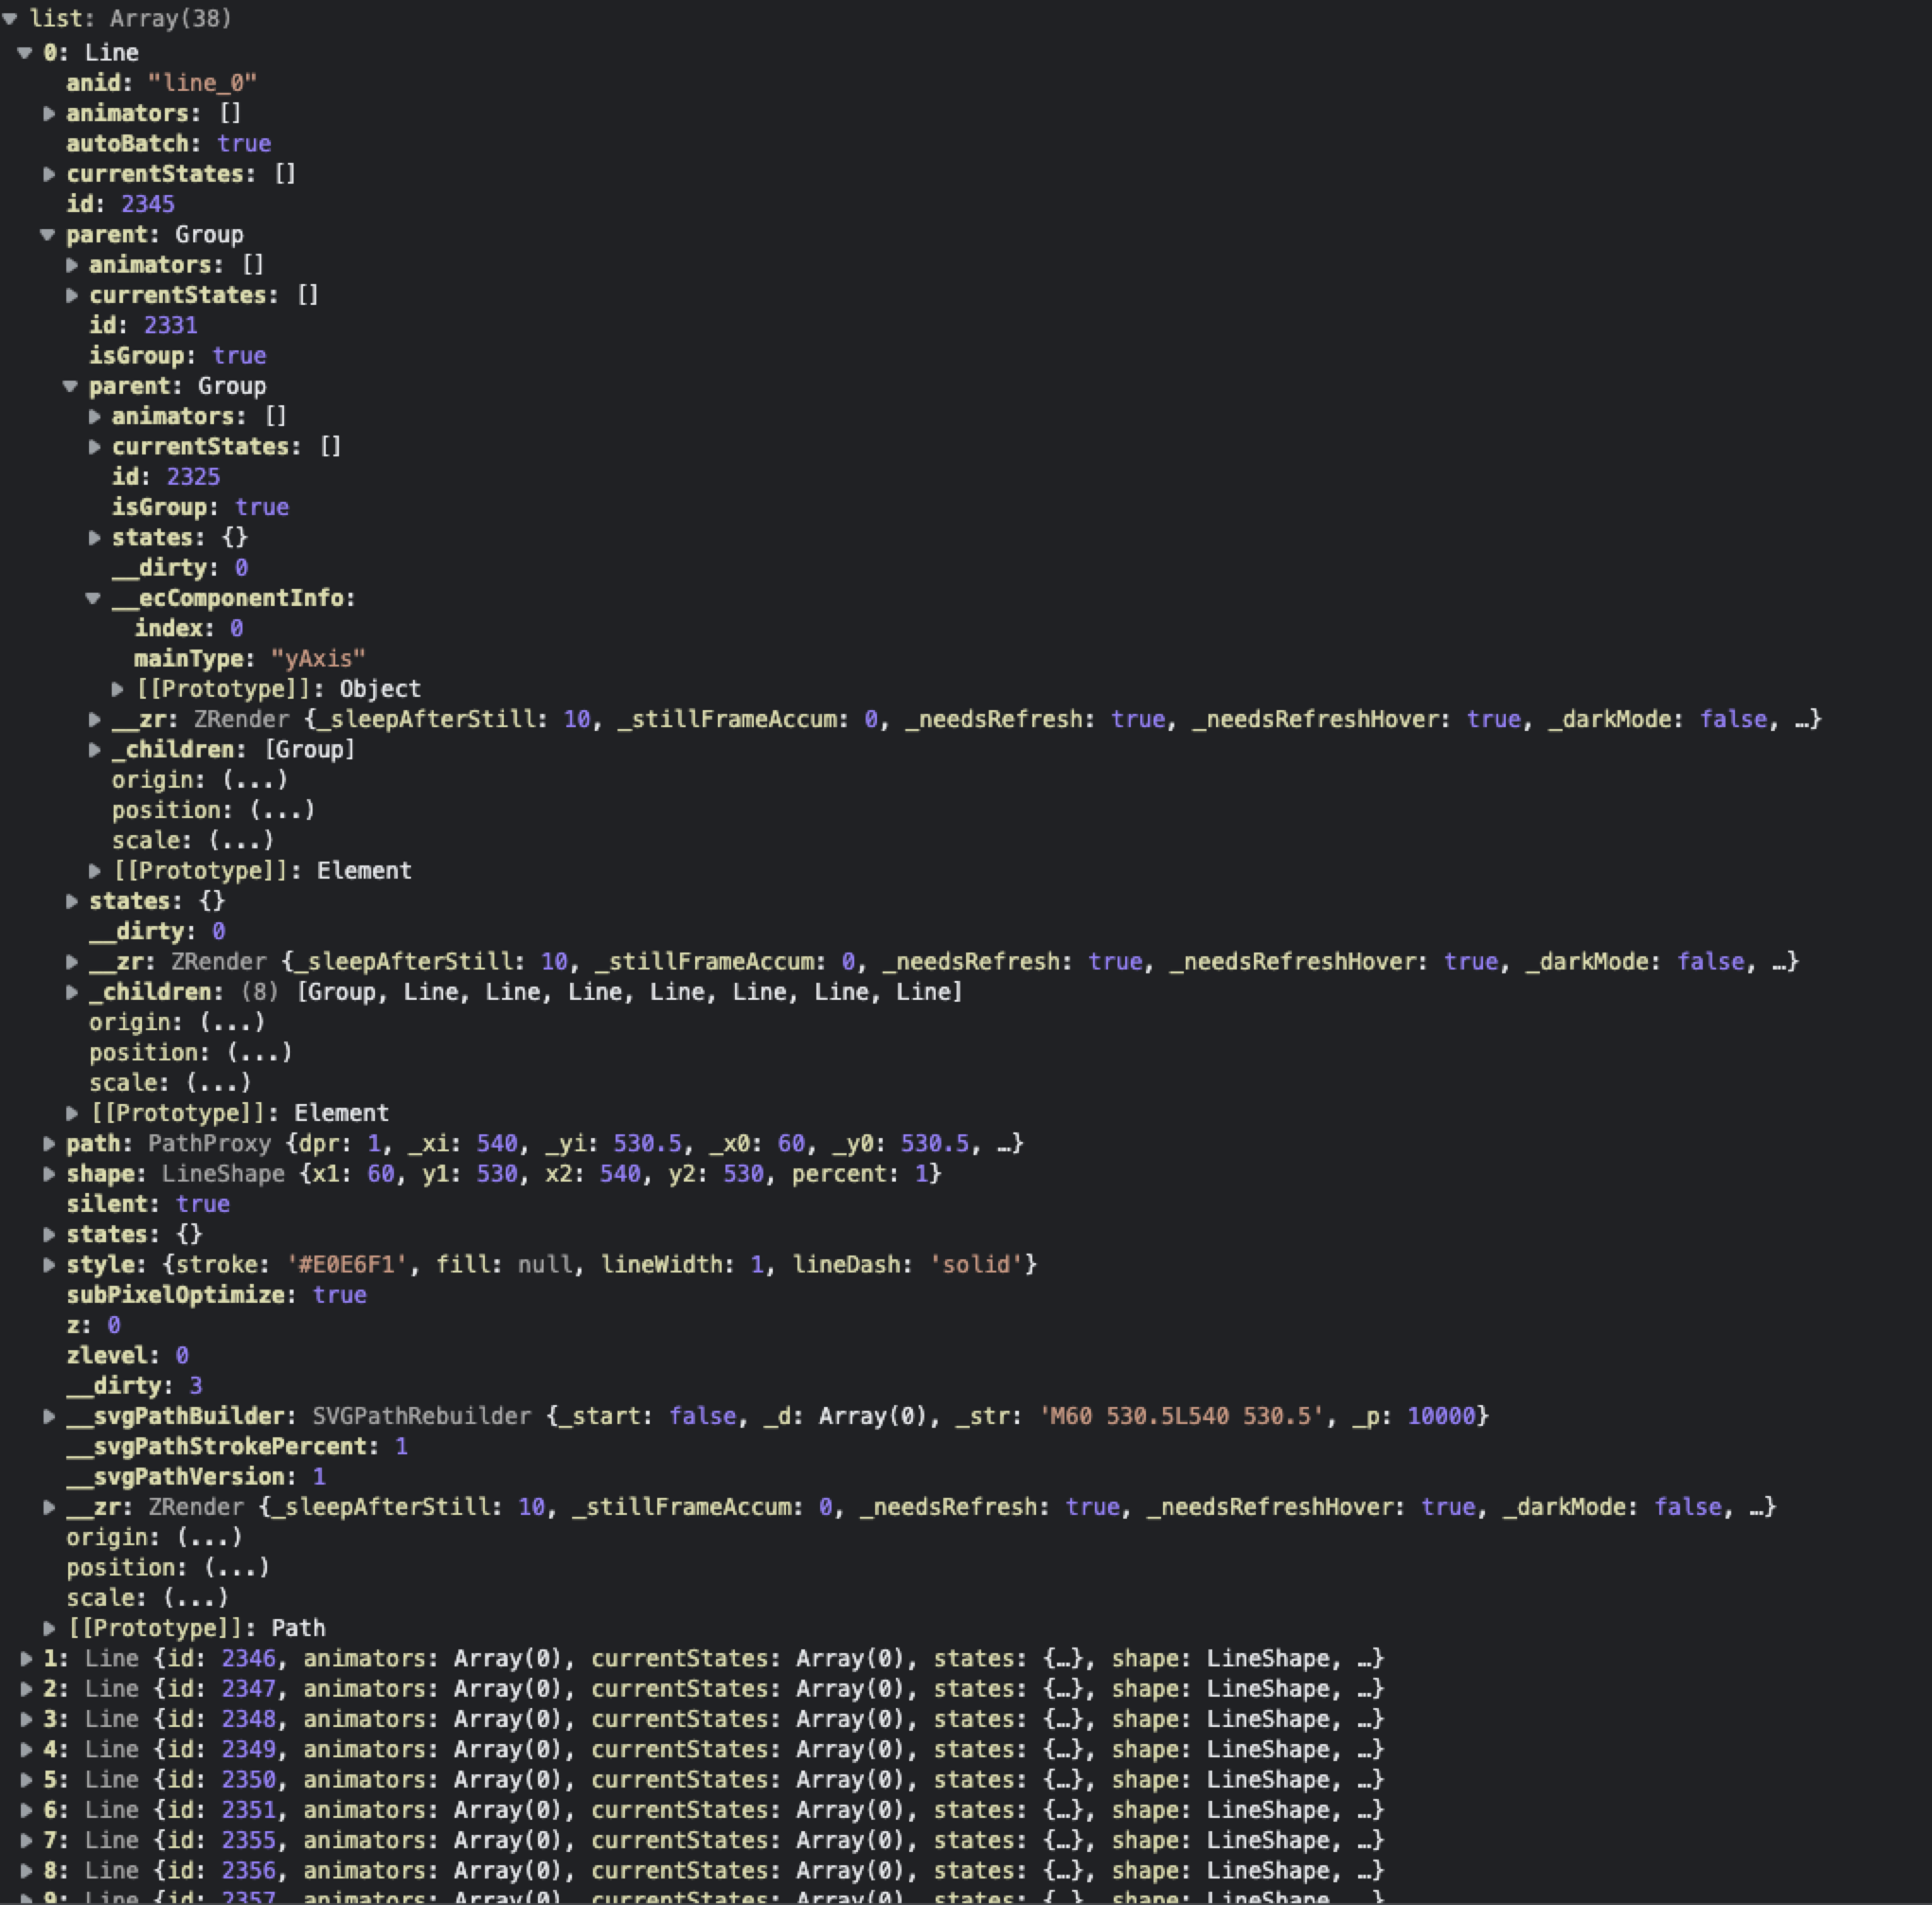 ▼ list: Array(38)
▼ 0: Line
anid: "line_0"
▶ animators: []
autoBatch: true
▶ currentStates: []
id: 2345
▼ parent: Group
▶ animators: []
▶ currentStates: []
id: 2331
isGroup: true
▼ parent: Group
▶ animators: []
▶ currentStates: []
id: 2325
isGroup: true
▶ states: {}
__dirty: 0
▼ __ecComponentInfo:
index: 0
mainType: "yAxis"
▶ [[Prototype]]: Object
▶ __zr: ZRender {_sleepAfterStill: 10, _stillFrameAccum: 0, _needsRefresh: true, _needsRefreshHover: true, _darkMode: false, …}
▶ _children: [Group]
origin: (...)
position: (...)
scale: (...)
▶ [[Prototype]]: Element
▶ states: {}
__dirty: 0
▶ __zr: ZRender {_sleepAfterStill: 10, _stillFrameAccum: 0, _needsRefresh: true, _needsRefreshHover: true, _darkMode: false, …}
▶ _children: (8) [Group, Line, Line, Line, Line, Line, Line, Line]
origin: (...)
position: (...)
scale: (...)
▶ [[Prototype]]: Element
▶ path: PathProxy {dpr: 1, _xi: 540, _yi: 530.5, _x0: 60, _y0: 530.5, …}
▶ shape: LineShape {x1: 60, y1: 530, x2: 540, y2: 530, percent: 1}
silent: true
▶ states: {}
▶ style: {stroke: '#E0E6F1', fill: null, lineWidth: 1, lineDash: 'solid'}
subPixelOptimize: true
z: 0
zlevel: 0
__dirty: 3
▶ __svgPathBuilder: SVGPathRebuilder {_start: false, _d: Array(0), _str: 'M60 530.5L540 530.5', _p: 10000}
__svgPathStrokePercent: 1
__svgPathVersion: 1
▶ __zr: ZRender {_sleepAfterStill: 10, _stillFrameAccum: 0, _needsRefresh: true, _needsRefreshHover: true, _darkMode: false, …}
origin: (...)
position: (...)
scale: (...)
▶ [[Prototype]]: Path
▶ 1: Line {id: 2346, animators: Array(0), currentStates: Array(0), states: {…}, shape: LineShape, …}
▶ 2: Line {id: 2347, animators: Array(0), currentStates: Array(0), states: {…}, shape: LineShape, …}
▶ 3: Line {id: 2348, animators: Array(0), currentStates: Array(0), states: {…}, shape: LineShape, …}
▶ 4: Line {id: 2349, animators: Array(0), currentStates: Array(0), states: {…}, shape: LineShape, …}
▶ 5: Line {id: 2350, animators: Array(0), currentStates: Array(0), states: {…}, shape: LineShape, …}
▶ 6: Line {id: 2351, animators: Array(0), currentStates: Array(0), states: {…}, shape: LineShape, …}
▶ 7: Line {id: 2355, animators: Array(0), currentStates: Array(0), states: {…}, shape: LineShape, …}
▶ 8: Line {id: 2356, animators: Array(0), currentStates: Array(0), states: {…}, shape: LineShape, …}
▶ 9: Line {id: 2357, animators: Array(0), currentStates: Array(0), states: {…}, shape: LineShape, …}